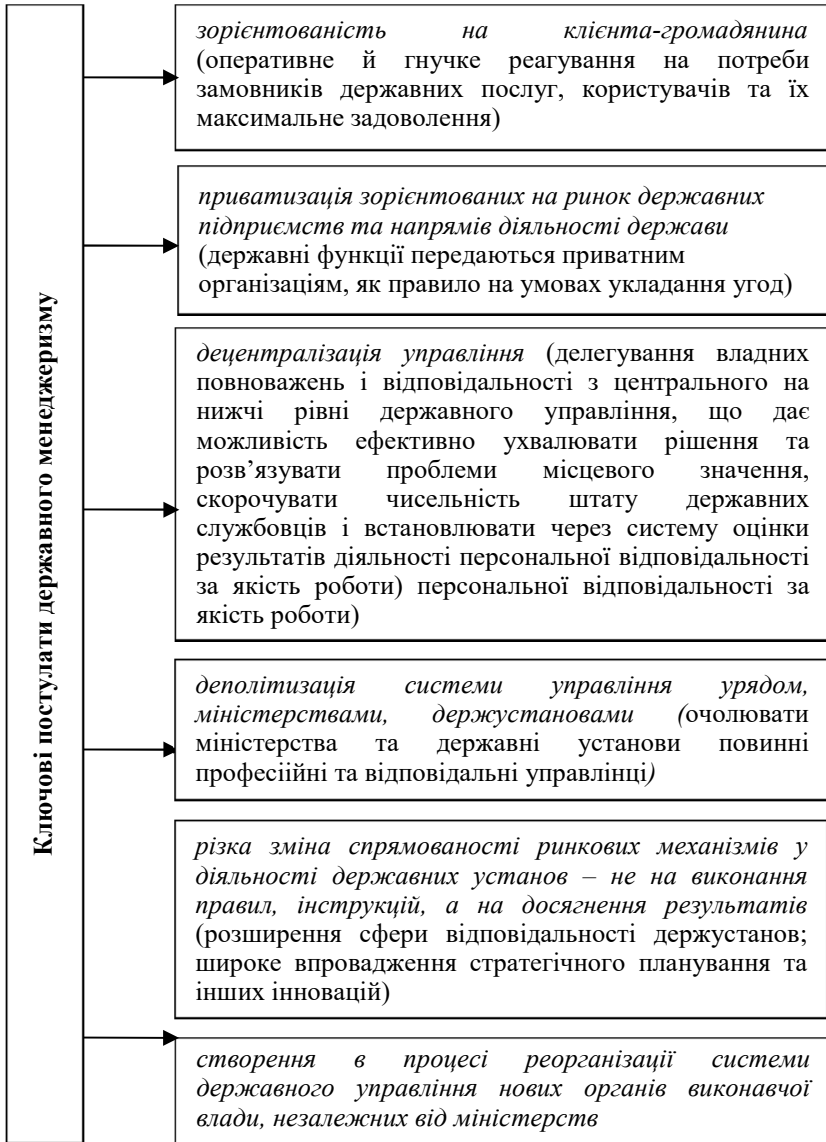 Ключові постулати державного менеджеризму
зорієнтованість на клієнта-громадянина
(оперативне й гнучке реагування на потреби
замовників державних послуг, користувачів та їх
максимальне задоволення)
приватизація зорієнтованих на ринок державних
підприємств та напрямів діяльності держави
(державні функції передаються приватним
організаціям, як правило на умовах укладання угод)
децентралізація управління (делегування владних
повноважень і відповідальності з центрального на
нижчі рівні державного управління, що дає
можливість ефективно ухвалювати рішення та
розв’язувати проблеми місцевого значення,
скорочувати чисельність штату державних
службовців і встановлювати через систему оцінки
результатів діяльності персональної відповідальності
за якість роботи) персональної відповідальності за
якість роботи)
деполітизація системи управління урядом,
міністерствами, держустановами (очолювати
міністерства та державні установи повинні
професіійні та відповідальні управлінці)
різка зміна спрямованості ринкових механізмів у
діяльності державних установ – не на виконання
правил, інструкцій, а на досягнення результатів
(розширення сфери відповідальності держустанов;
широке впровадження стратегічного планування та
інших інновацій)
створення в процесі реорганізації системи
державного управління нових органів виконавчої
влади, незалежних від міністерств